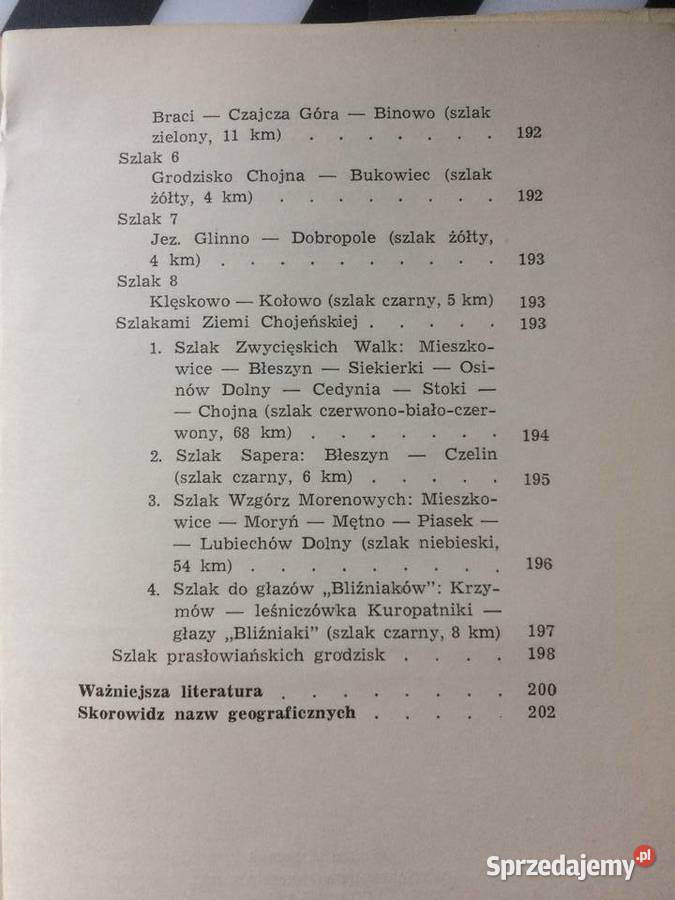 Braci — Czajcza Góra — Binowo (szlak
zielony, 11 km) . . . . . . . 192
Szlak 6
Grodzisko Chojna — Bukowiec (szlak
żółty, 4 km) . . . . . . . . 192
Szlak 7
Jez. Glinno — Dobropole (szlak żółty,
4 km) . . . . . . . . . . 193
Szlak 8
Klęskowo — Kołowo (szlak czarny, 5 km) 193
Szlakami Ziemi Chojeńskiej . . . . . 193
1. Szlak Zwycięskich Walk: Mieszko-
wice — Błeszyn — Siekierki — Osi-
nów Dolny — Cedynia — Stoki —
— Chojna (szlak czerwono-biało-czer-
wony, 68 km) . . . . . . . 194
2. Szlak Sapera: Błeszyn — Czelin
(szlak czarny, 6 km) . . . . . 195
3. Szlak Wzgórz Morenowych: Mieszko-
wice — Moryń — Mętno — Piasek —
— Lubiechów Dolny (szlak niebieski,
54 km) . . . . . . . . . 196
4. Szlak do głazów „Bliźniaków”: Krzy-
mów — leśniczówka Kuropatniki —
głazy „Bliźniaki” (szlak czarny, 8 km) 197
Szlak prasłowiańskich grodzisk . . . . 198
Ważniejsza literatura . . . . . . . 200
Skorowidz nazw geograficznych . . . . . 202
Sprzedajemy.pl